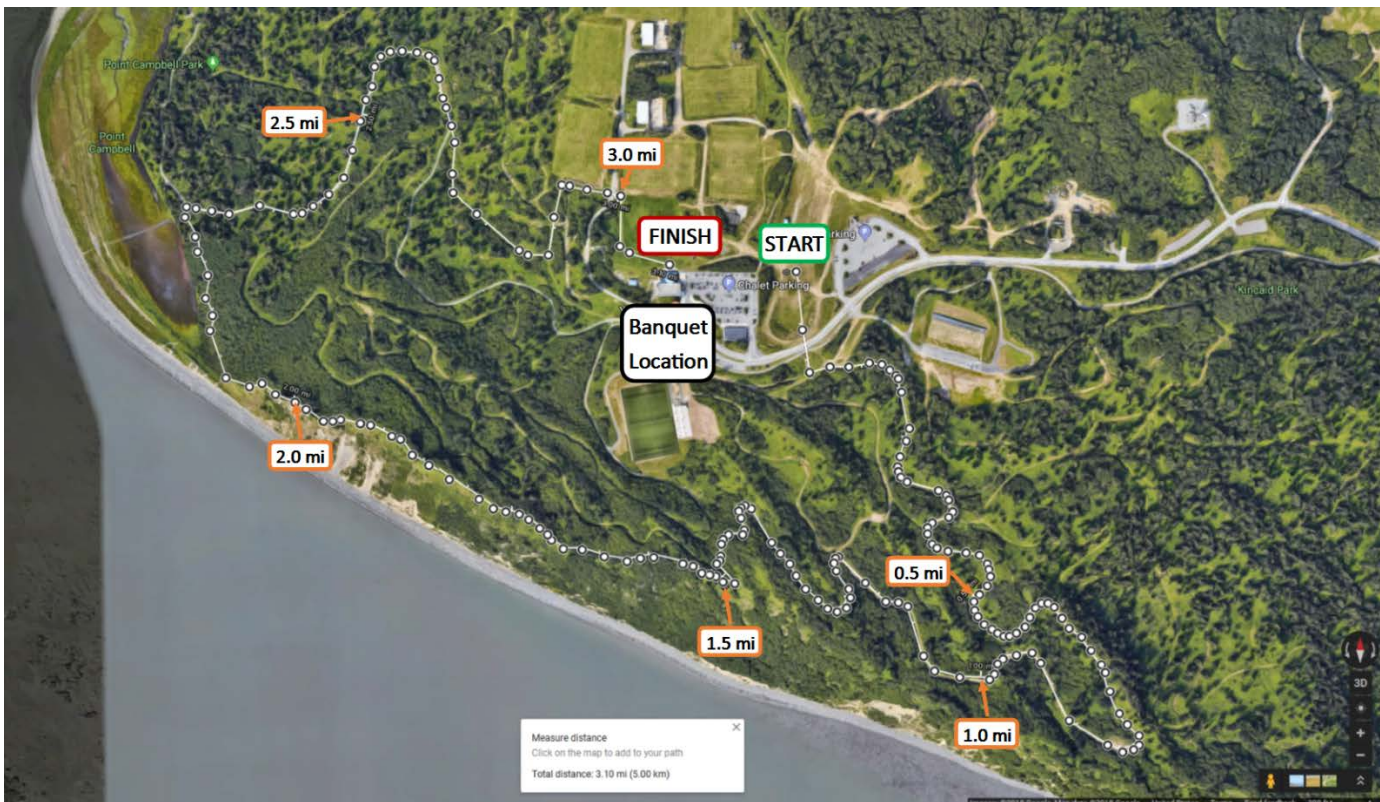 Point Campbell Park
2.5 mi
Point
Campbell
3.0 mi
FINISH
START
Chalet Parking
Kincaid Park
Banquet
Location
2.00
2.0 mi
0.5 mi
1.5 mi
1.0 mi
Measure distance
Click on the map to add to your path
Total distance: 3.10 mi (5.00 km)
3D